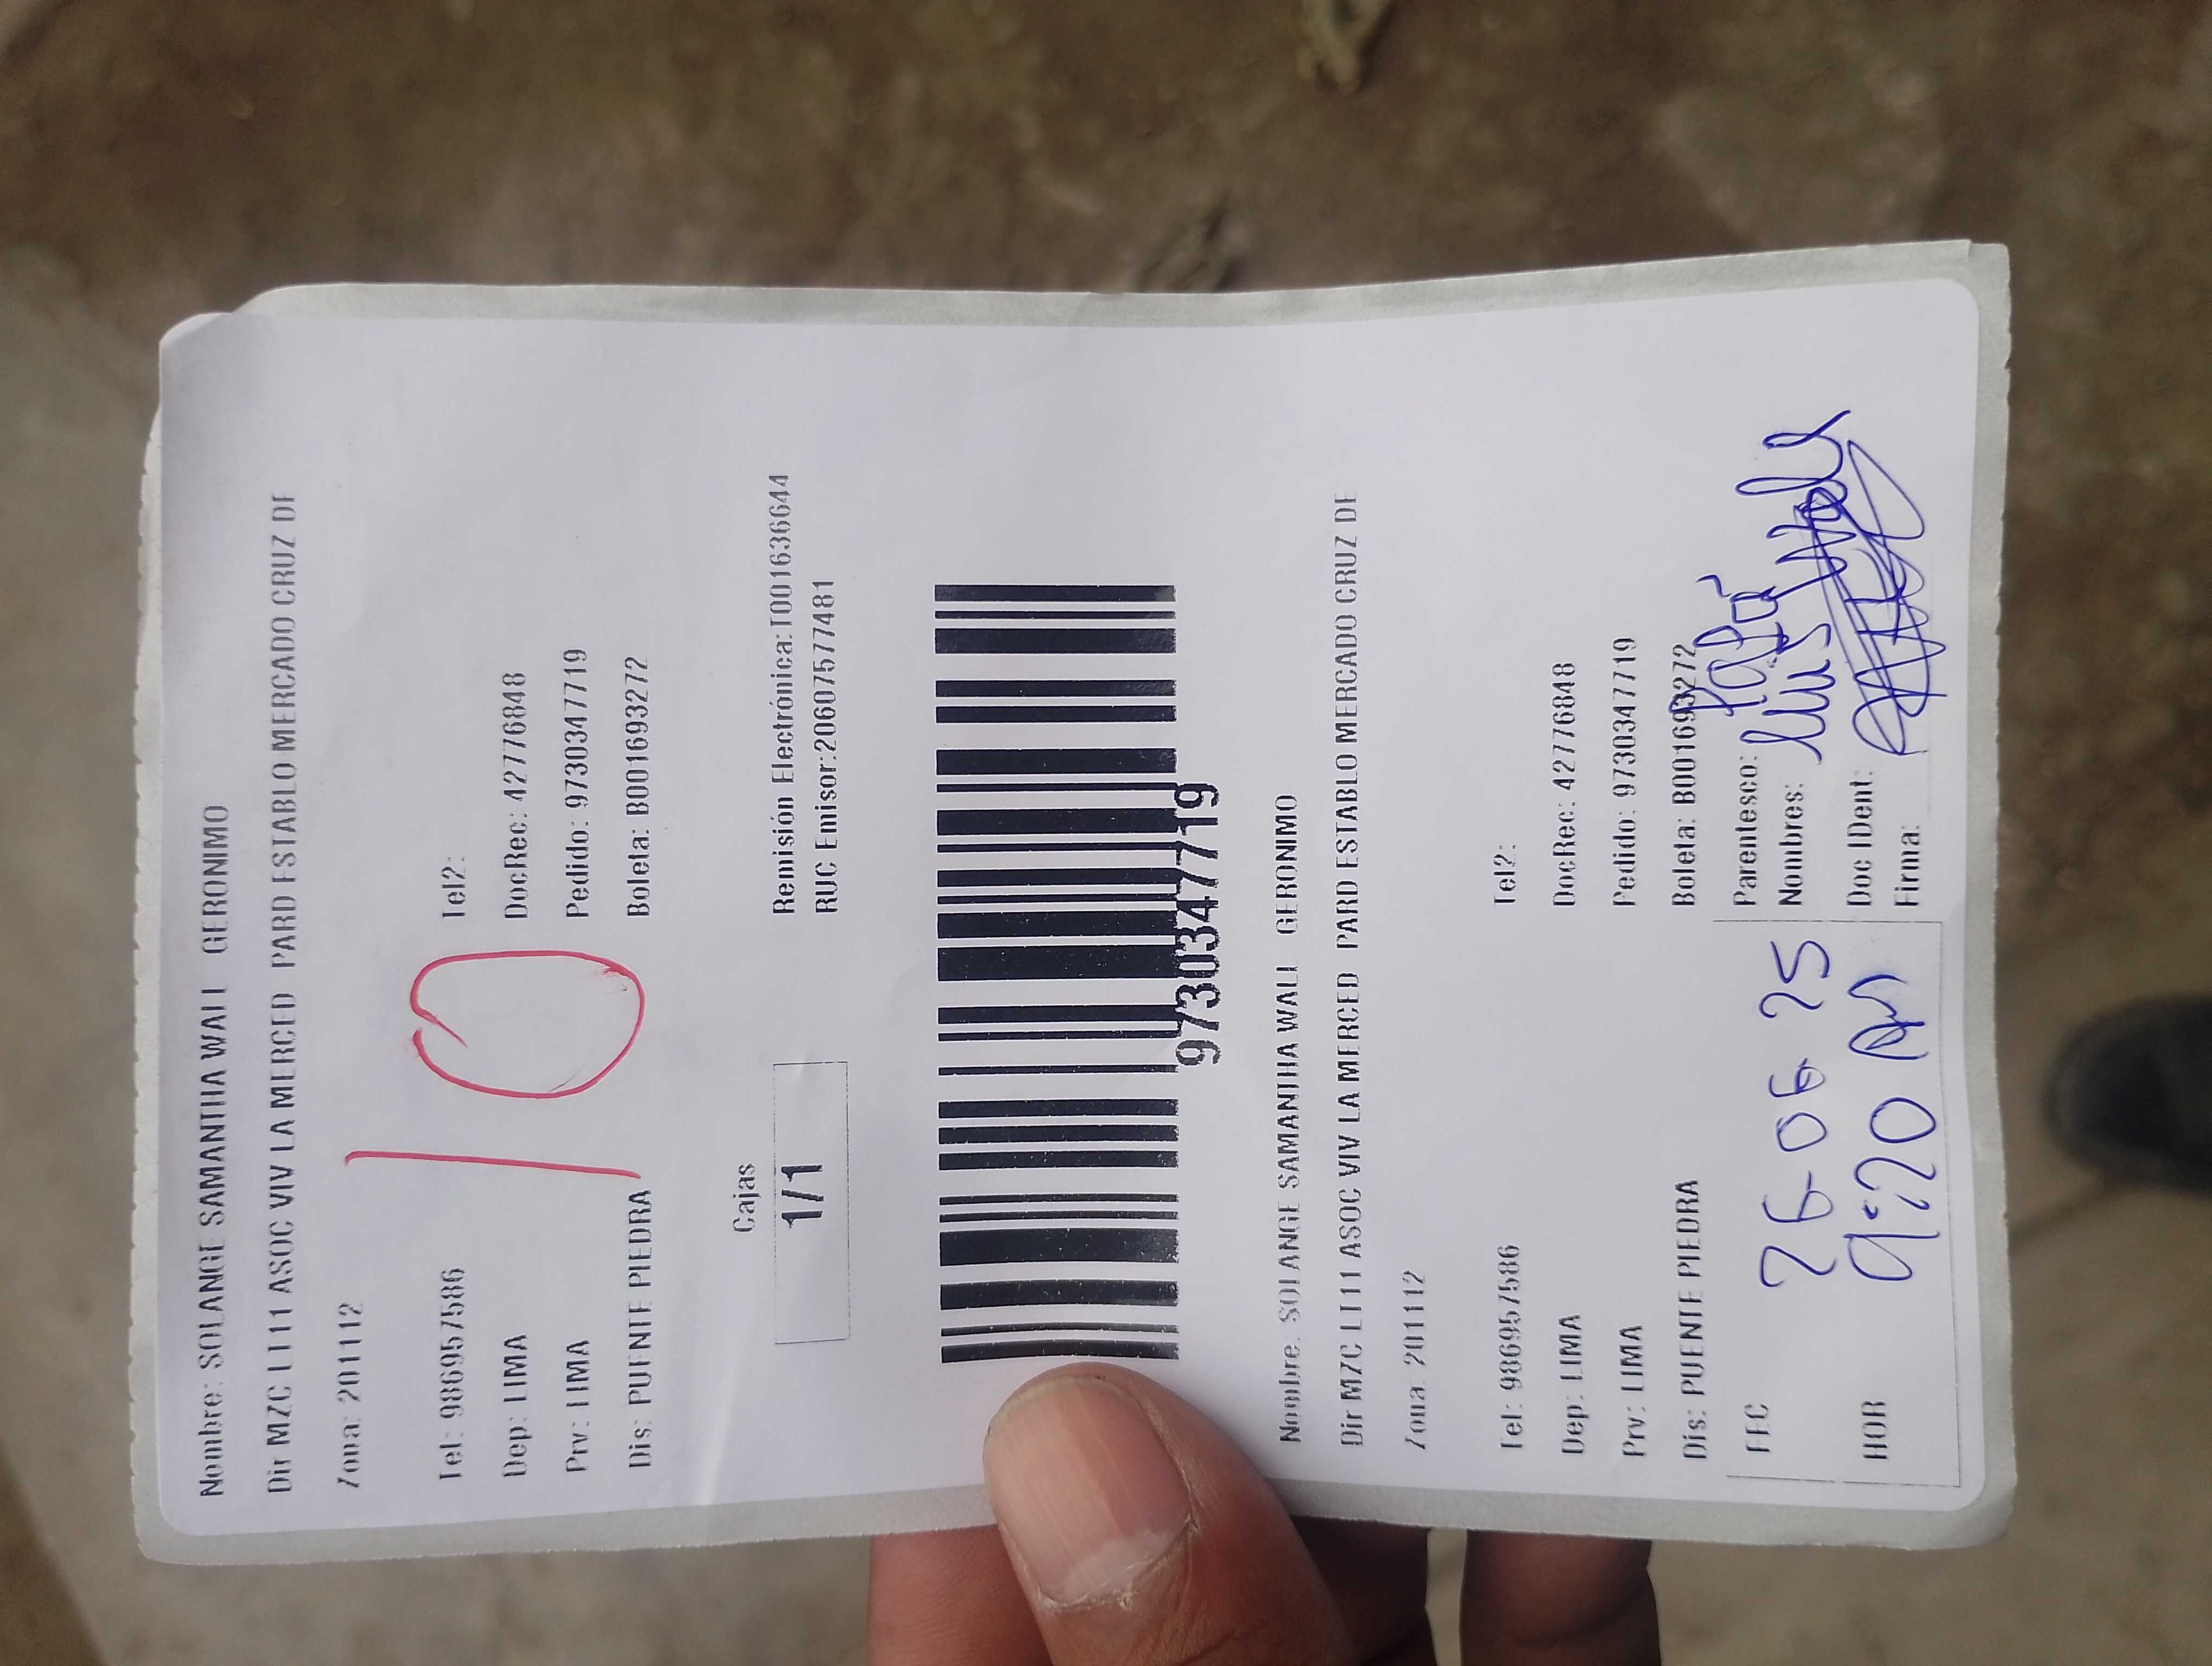 Nombre: SOLANGE SAMANTHA WALL GERONIMO
Dir MZC LT11 ASOC VIV LA MERCED PARD ESTABLO MERCADO CRUZ DE
Zona: 201112
10
Tel: 986957586 Tel2:
Dep: LIMA DocRec: 42776848
Prv: LIMA Pedido: 9730347719
Dis: PUENTE PIEDRA Boleta: B001693272
Cajas
1/1
Remisión Electrónica:T001636644
RUC Emisor:20607577481
9730347719
Nombre: SOLANGE SAMANTHA WALL GERONIMO
Dir MZC LT11 ASOC VIV LA MERCED PARD ESTABLO MERCADO CRUZ DE
Zona: 201112
Tel: 986957586 Tel2:
Dep: LIMA DocRec: 42776848
Prv: LIMA Pedido: 9730347719
Dis: PUENTE PIEDRA Boleta: B001693272
FEC 26-06 25 Parentesco: Papá
Nombres: Luis
HOR 9:20 AM Doc IDent:
Firma: